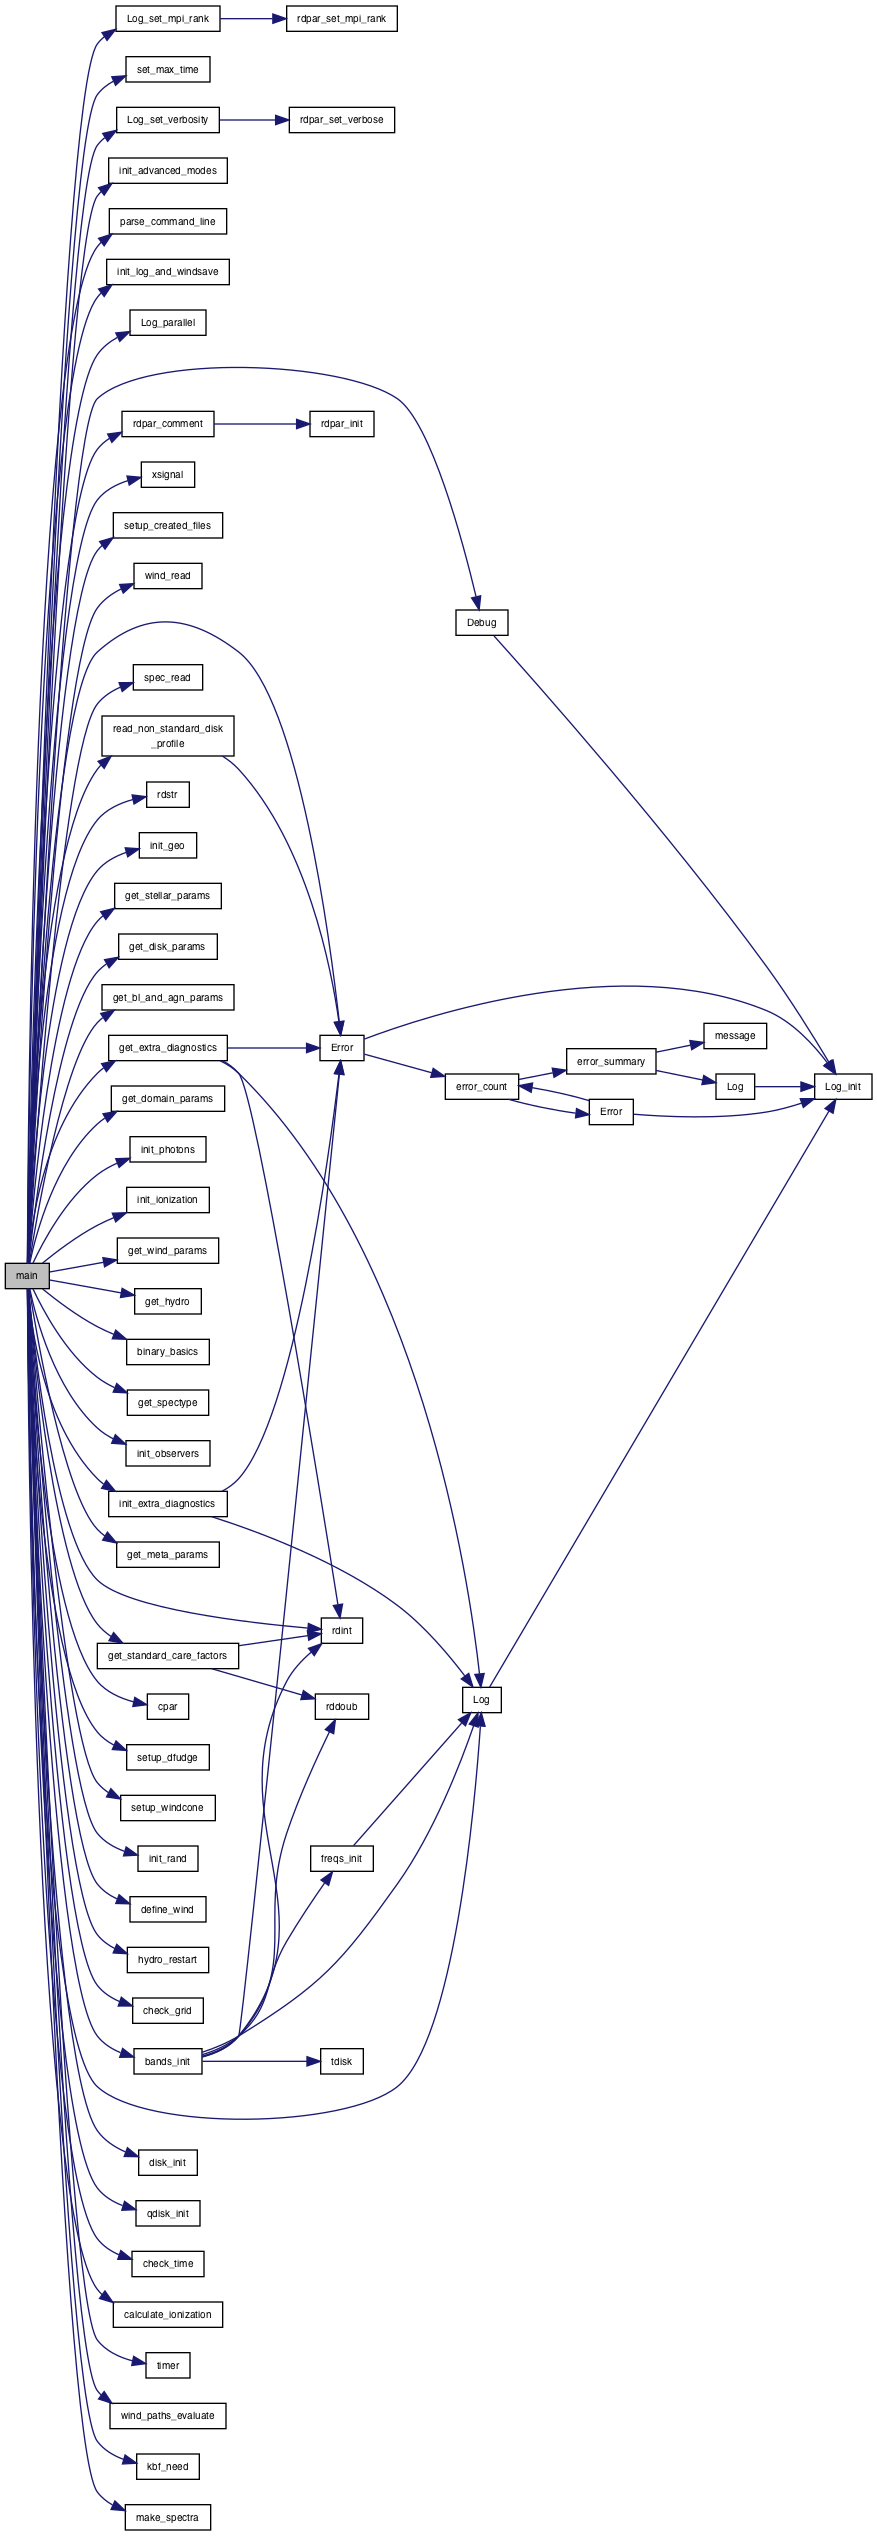 Log_set_mpi_rank
rdpar_set_mpi_rank
set_max_time
Log_set_verbosity
rdpar_set_verbose
init_advanced_modes
parse_command_line
init_log_and_windsave
Log_parallel
rdpar_comment
rdpar_init
xsignal
setup_created_files
wind_read
Debug
spec_read
read_non_standard_disk
_profile
rdstr
init_geo
get_stellar_params
get_disk_params
get_bl_and_agn_params
get_extra_diagnostics
Error
message
error_summary
error_count
Log
Log_init
get_domain_params
Error
init_photons
init_ionization
get_wind_params
main
get_hydro
binary_basics
get_spectype
init_observers
init_extra_diagnostics
get_meta_params
rdint
get_standard_care_factors
cpar
rddoub
Log
setup_dfudge
setup_windcone
init_rand
freqs_init
define_wind
hydro_restart
check_grid
bands_init
tdisk
disk_init
qdisk_init
check_time
calculate_ionization
timer
wind_paths_evaluate
kbf_need
make_spectra